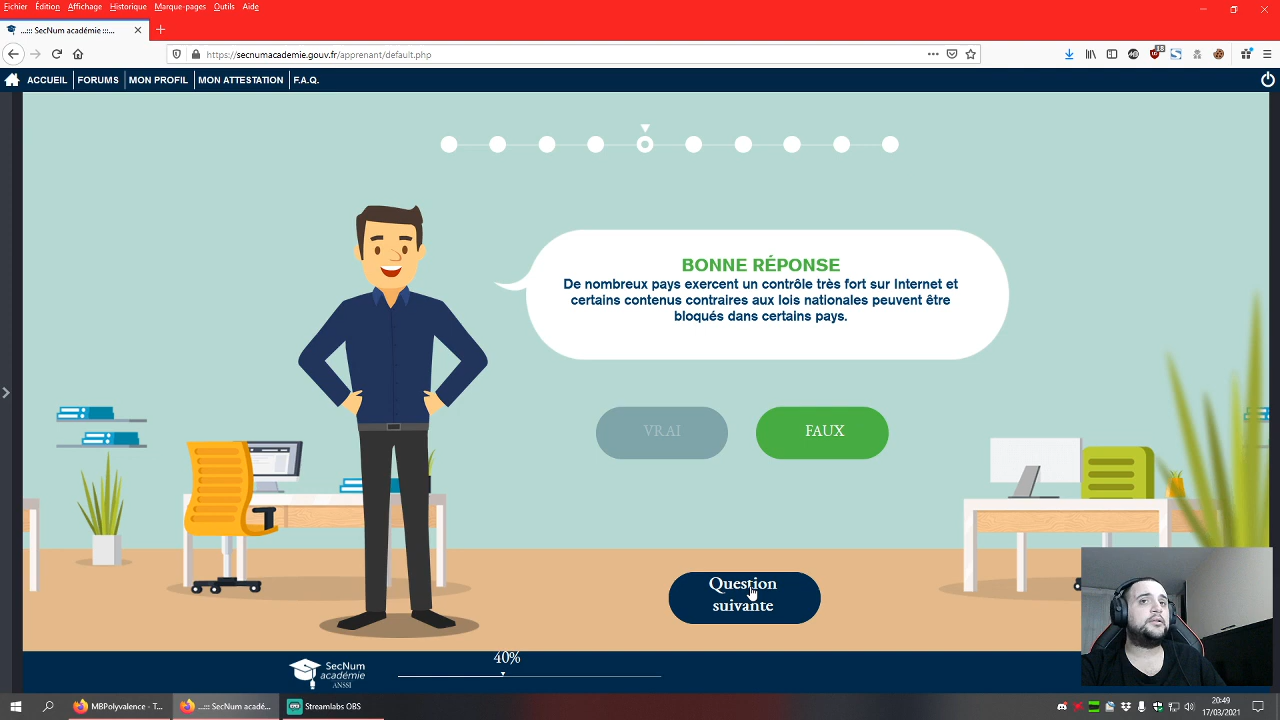 Fichier Édition Affichage Historique Marque-pages Outils Aide
...:: SecNum académie :::...
https://secnumacademie.gouv.fr/apprenant/default.php
18
ACCUEIL FORUMS MON PROFIL MON ATTESTATION F.A.Q.
BONNE RÉPONSE
De nombreux pays exercent un contrôle très fort sur Internet et
certains contenus contraires aux lois nationales peuvent être
bloqués dans certains pays.
VRAI FAUX
Question
suivante
40%
SecNum
académie
ANSSI
MBPolyvalence - T...
...:: SecNum acadé...
Streamlabs OBS
20:49
17/03/2021